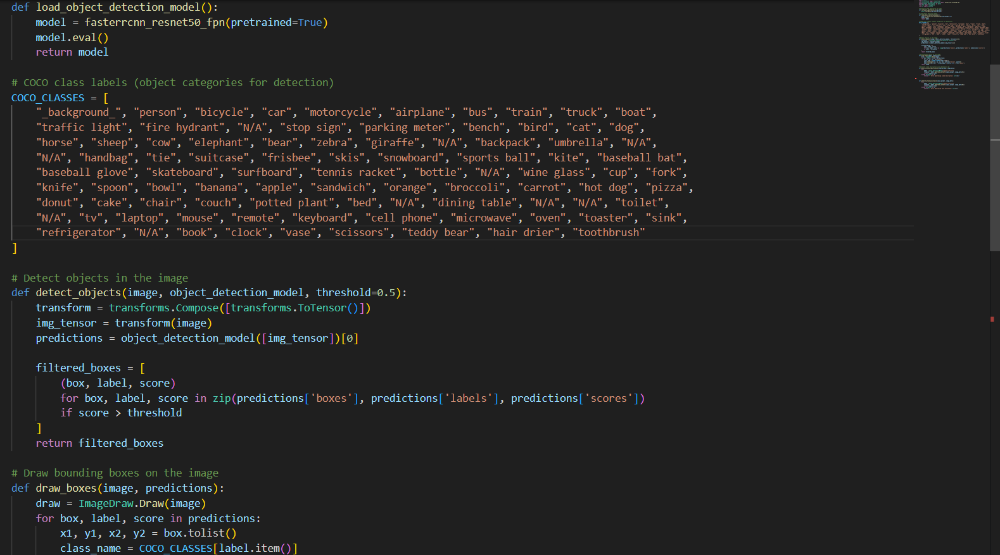 def load_object_detection_model():
    model = fasterrcnn_resnet50_fpn(pretrained=True)
    model.eval()
    return model

# COCO class labels (object categories for detection)
COCO_CLASSES = [
    "_background_", "person", "bicycle", "car", "motorcycle", "airplane", "bus", "train", "truck", "boat",
    "traffic light", "fire hydrant", "N/A", "stop sign", "parking meter", "bench", "bird", "cat", "dog",
    "horse", "sheep", "cow", "elephant", "bear", "zebra", "giraffe", "N/A", "backpack", "umbrella", "N/A",
    "N/A", "handbag", "tie", "suitcase", "frisbee", "skis", "snowboard", "sports ball", "kite", "baseball bat",
    "baseball glove", "skateboard", "surfboard", "tennis racket", "bottle", "N/A", "wine glass", "cup", "fork",
    "knife", "spoon", "bowl", "banana", "apple", "sandwich", "orange", "broccoli", "carrot", "hot dog", "pizza",
    "donut", "cake", "chair", "couch", "potted plant", "bed", "N/A", "dining table", "N/A", "N/A", "toilet",
    "N/A", "tv", "laptop", "mouse", "remote", "keyboard", "cell phone", "microwave", "oven", "toaster", "sink",
    "refrigerator", "N/A", "book", "clock", "vase", "scissors", "teddy bear", "hair drier", "toothbrush"
]

# Detect objects in the image
def detect_objects(image, object_detection_model, threshold=0.5):
    transform = transforms.Compose([transforms.ToTensor()])
    img_tensor = transform(image)
    predictions = object_detection_model([img_tensor])[0]

    filtered_boxes = [
        (box, label, score)
        for box, label, score in zip(predictions['boxes'], predictions['labels'], predictions['scores'])
        if score > threshold
    ]
    return filtered_boxes

# Draw bounding boxes on the image
def draw_boxes(image, predictions):
    draw = ImageDraw.Draw(image)
    for box, label, score in predictions:
        x1, y1, x2, y2 = box.tolist()
        class_name = COCO_CLASSES[label.item()]